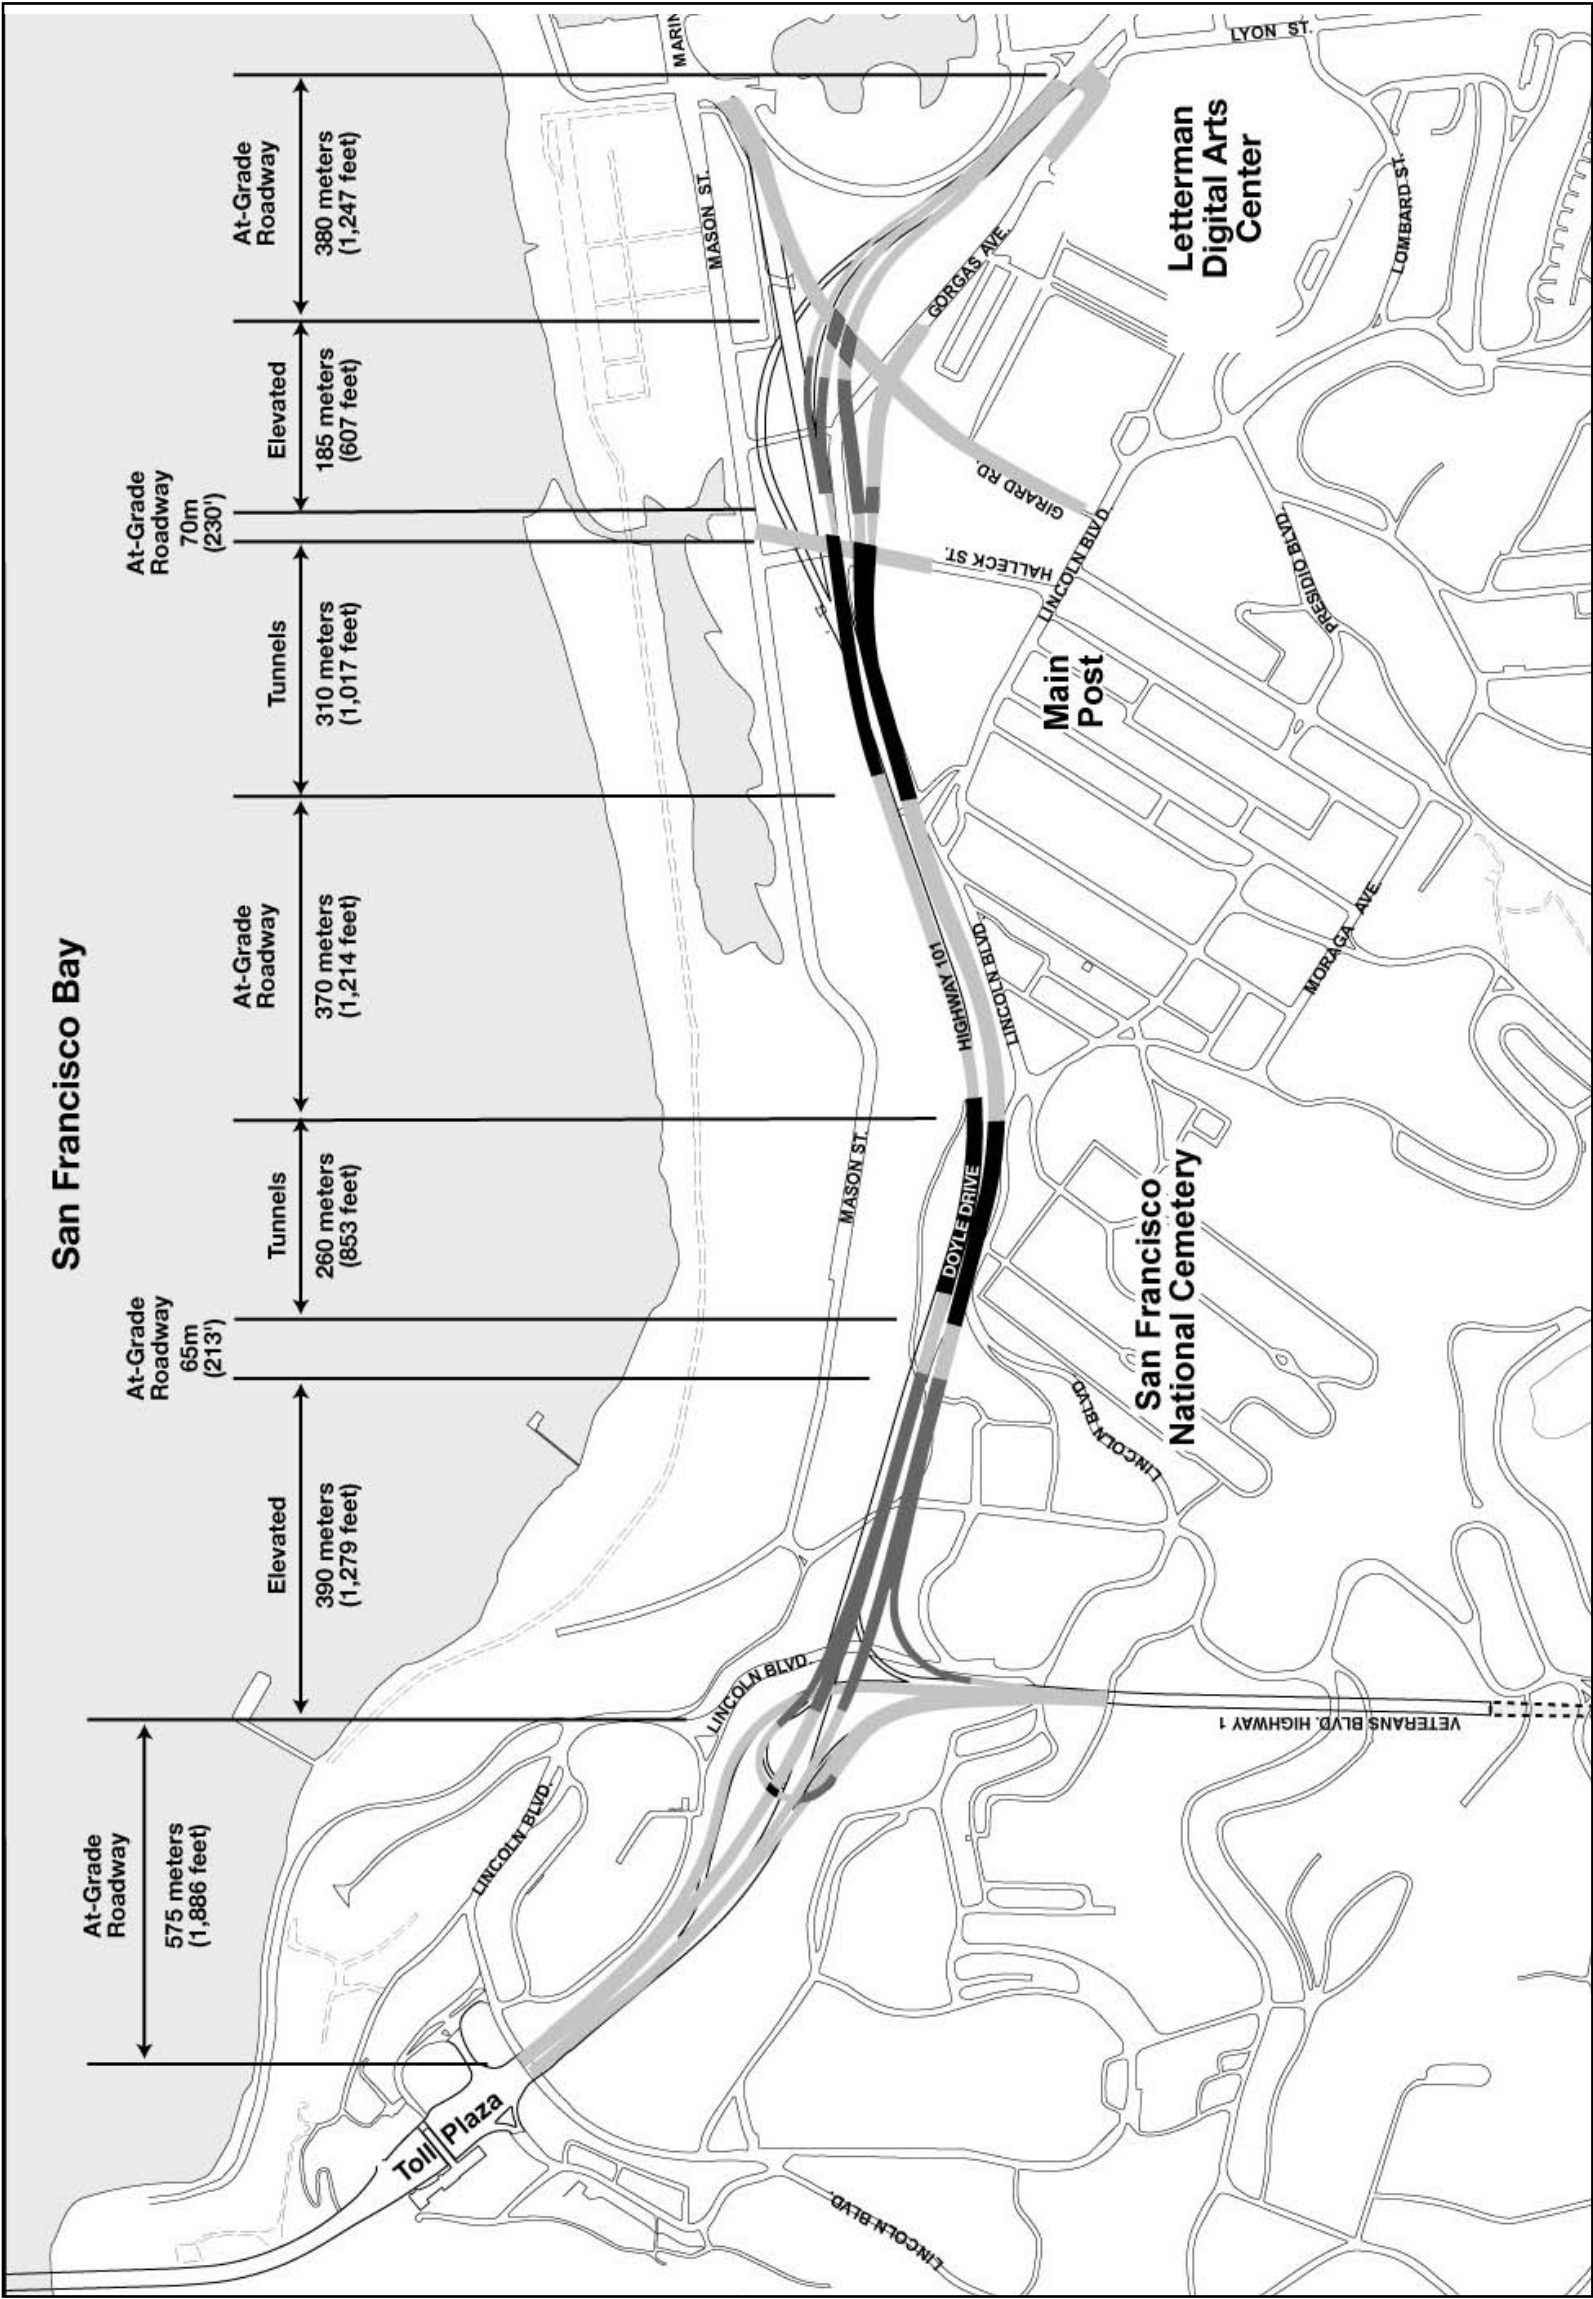 San Francisco Bay
At-Grade
Roadway
575 meters
(1,886 feet)
Elevated
390 meters
(1,279 feet)
At-Grade
Roadway
65m
(213')
Tunnels
260 meters
(853 feet)
At-Grade
Roadway
370 meters
(1,214 feet)
Tunnels
310 meters
(1,017 feet)
At-Grade
Roadway
70m
(230')
Elevated
185 meters
(607 feet)
At-Grade
Roadway
380 meters
(1,247 feet)
Toll
Plaza
LINCOLN BLVD.
LINCOLN BLVD.
LINCOLN BLVD.
VETERANS BLVD. HIGHWAY 1
LINCOLN BLVD.
MASON ST.
DOYLE DRIVE
San Francisco
National Cemetery
HIGHWAY 101
LINCOLN BLVD.
MORAGA AVE.
Main
Post
LINCOLN BLVD.
HALLECK ST.
GIRARD RD.
PRESIDIO BLVD.
GORGAS AVE.
MASON ST.
MARIN
Letterman
Digital Arts
Center
LOMBARD ST.
LYON ST.